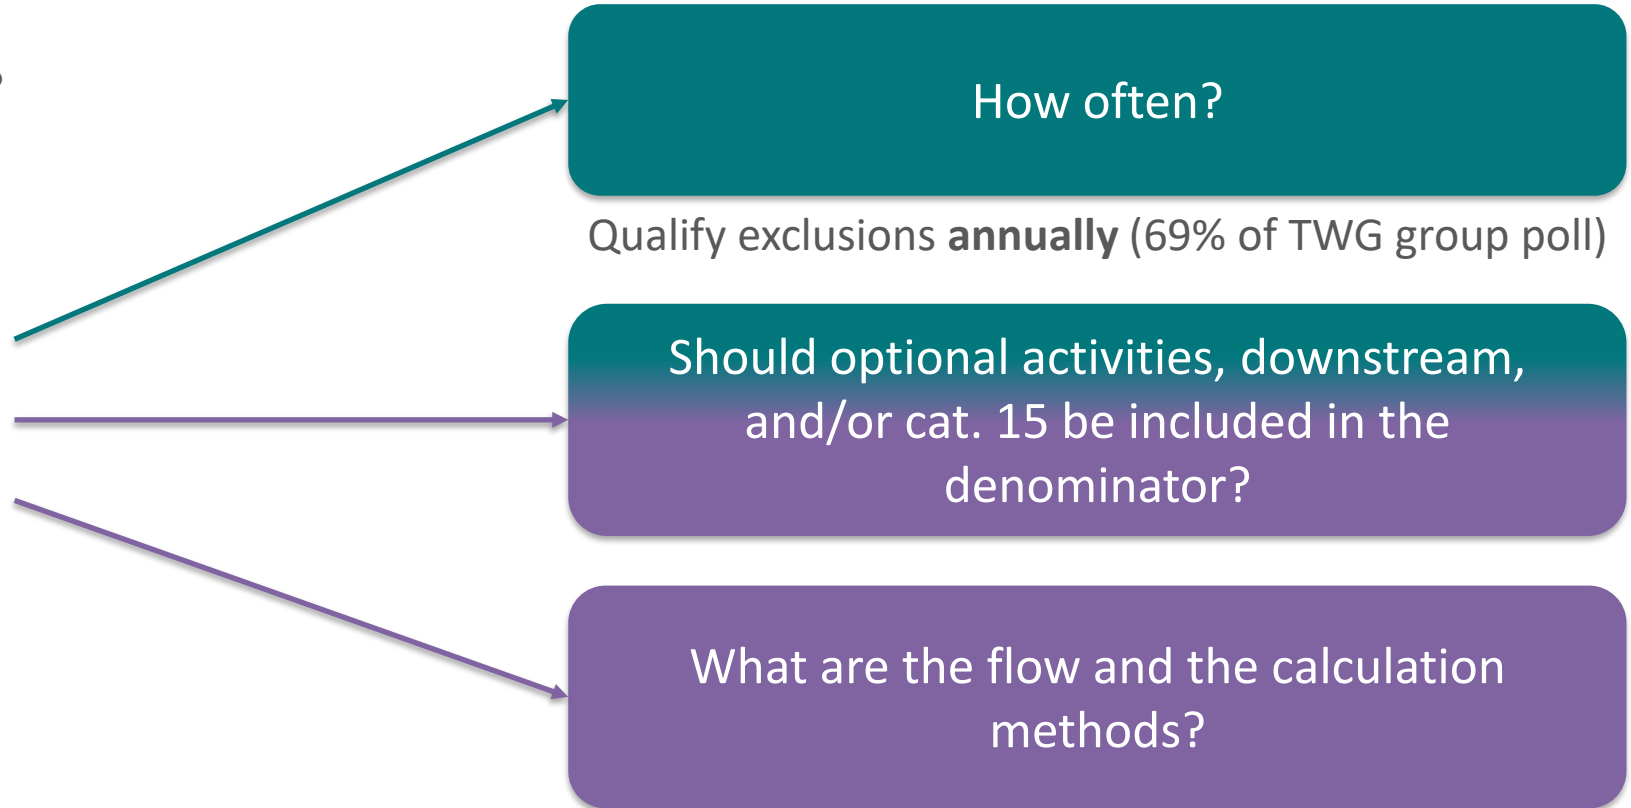 How often?
Qualify exclusions annually (69% of TWG group poll)
Should optional activities, downstream,
and/or cat. 15 be included in the
denominator?
What are the flow and the calculation
methods?